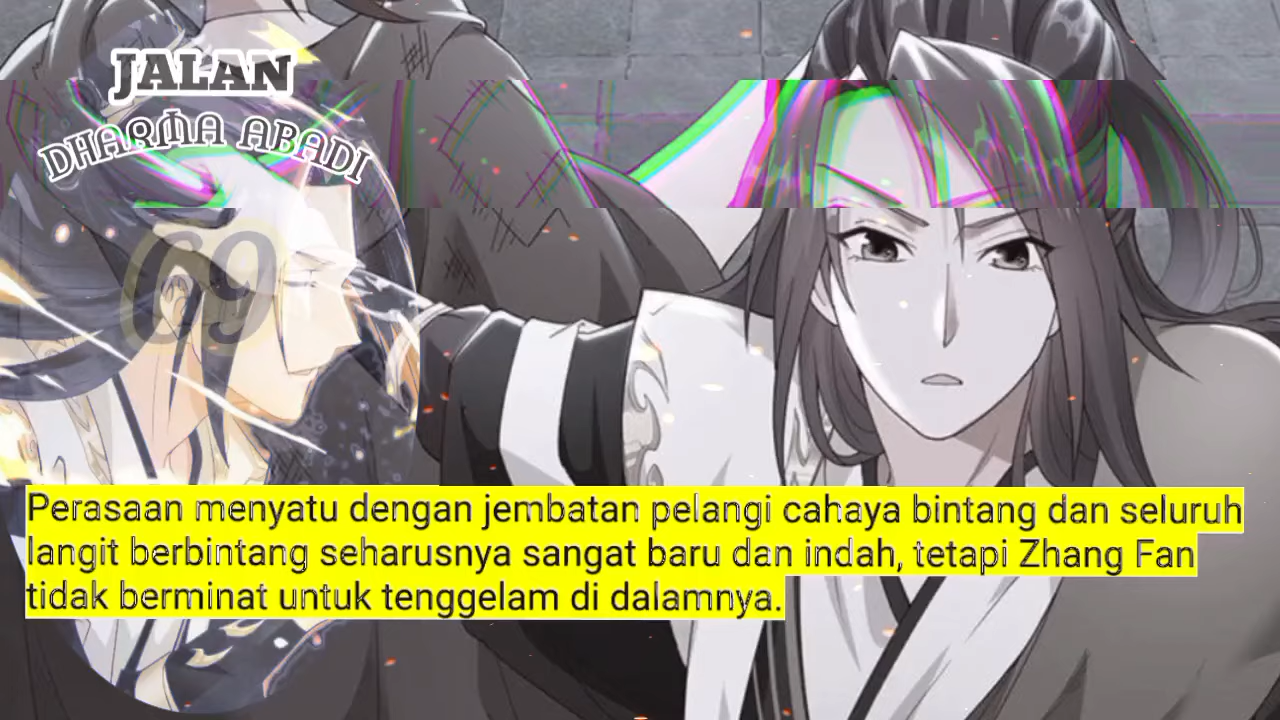 JALAN
DHARMA ABADI
69
Perasaan menyatu dengan jembatan pelangi cahaya bintang dan seluruh
langit berbintang seharusnya sangat baru dan indah, tetapi Zhang Fan
tidak berminat untuk tenggelam di dalamnya.